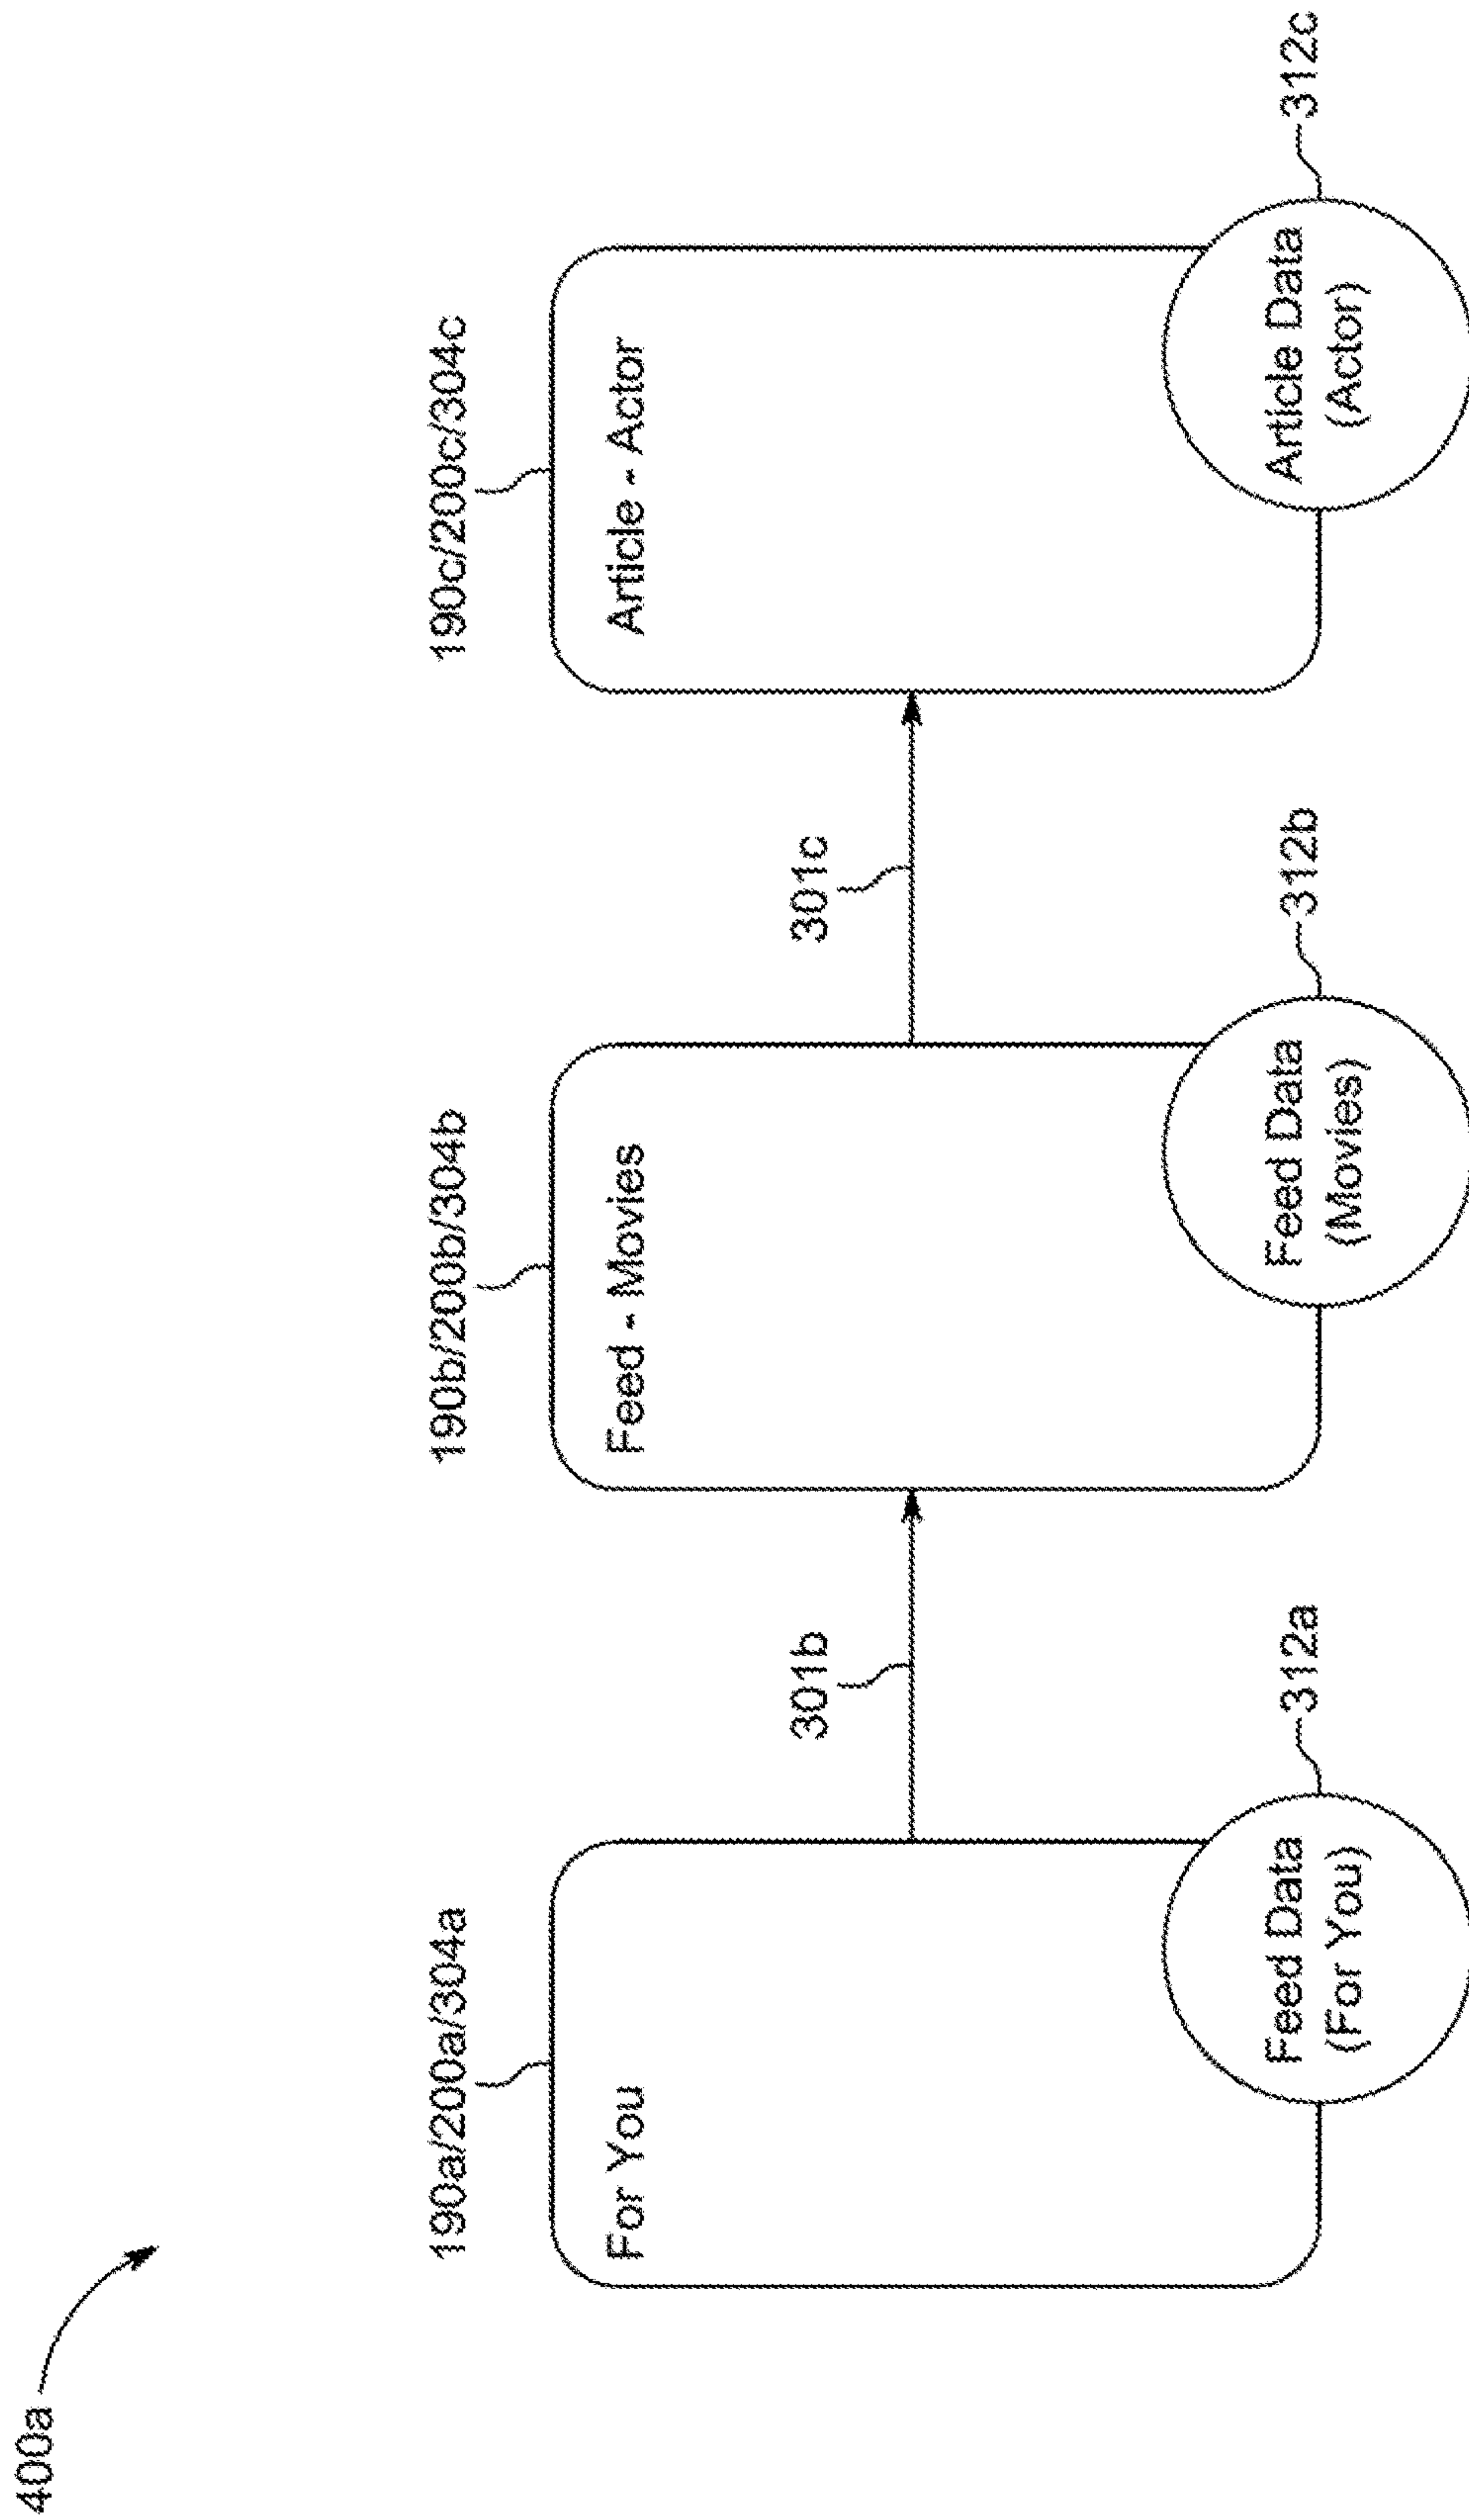 400a
190a/200a/304a
190b/200b/304b
190c/200c/304c
For You
Feed - Movies
Article - Actor
301b
301c
Feed Data
(For You)
312a
Feed Data
(Movies)
312b
Article Data
(Actor)
312c